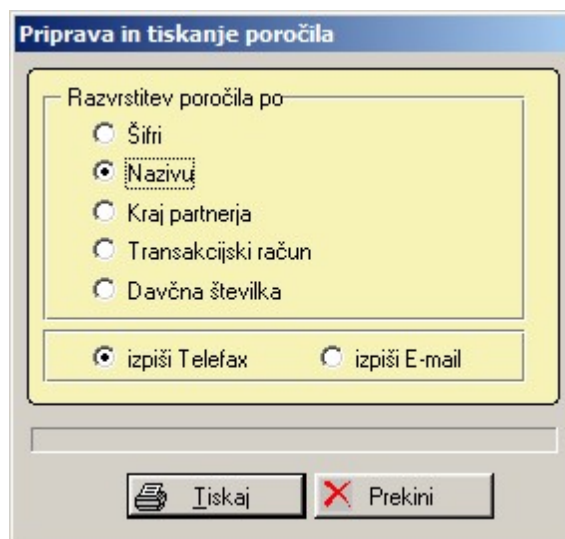 Priprava in tiskanje poročila
Razvrstitev poročila po
Šifri
Nazivu
Kraj partnerja
Transakcijski račun
Davčna številka
izpiši Telefax izpiši E-mail
Tiskaj Prekini